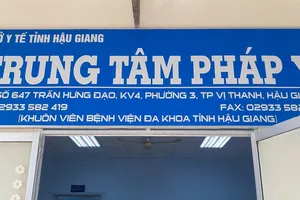 Ở Y TẾ TỈNH HẬU GIANG
TRUNG TÂM PHÁP Y
SỐ 647 TRẦN HƯNG ĐẠO, KV4, PHƯỜNG 3, TP VỊ THANH, HẬU GI
02933 582 419 FAX: 02933 582
(KHUÔN VIÊN BỆNH VIỆN ĐA KHOA TỈNH HẬU GIANG)